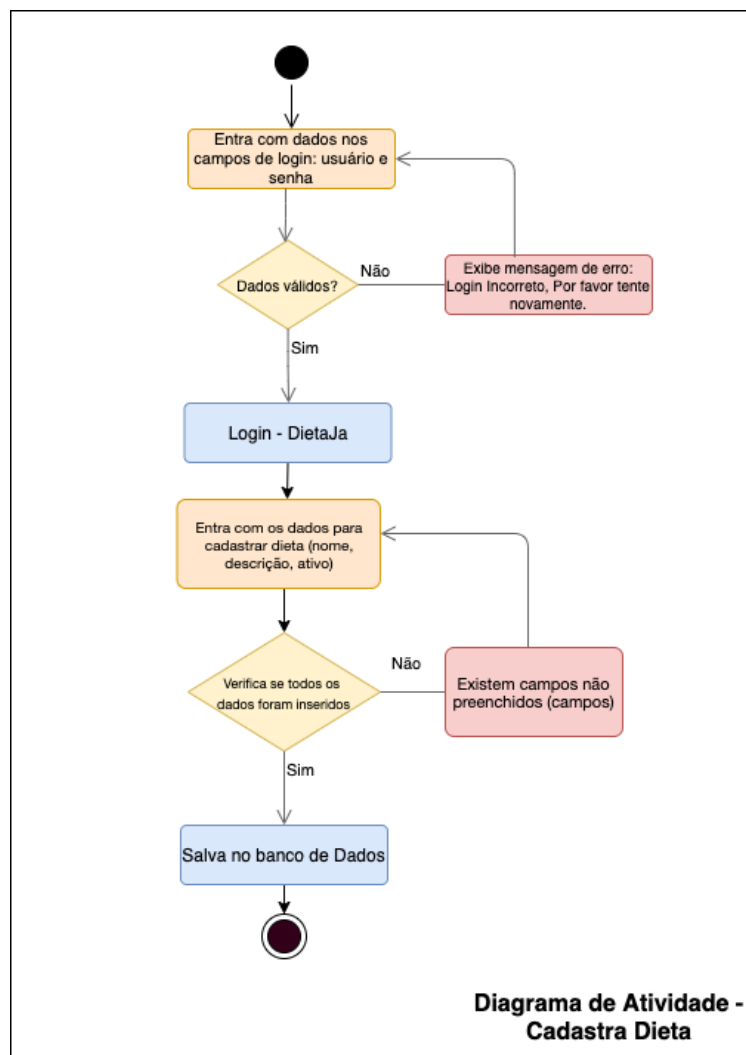 Entra com dados nos
campos de login: usuário e
senha
Dados válidos?
Não
Exibe mensagem de erro:
Login Incorreto, Por favor tente
novamente.
Sim
Login - DietaJa
Entra com os dados para
cadastrar dieta (nome,
descrição, ativo)
Verifica se todos os
dados foram inseridos
Não
Existem campos não
preenchidos (campos)
Sim
Salva no banco de Dados
Diagrama de Atividade -
Cadastra Dieta